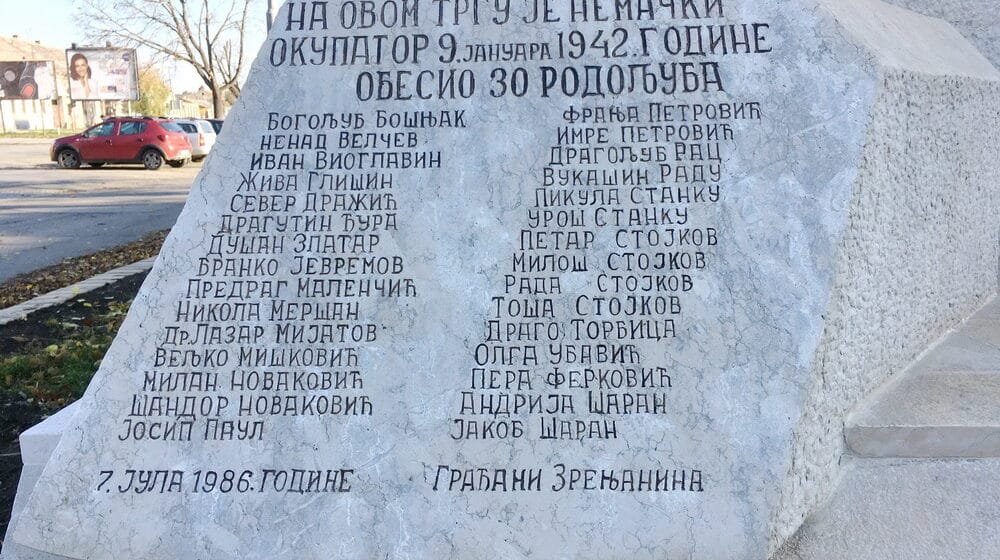 НА ОВОМ ТРГУ ЈЕ НЕМАЧКИ
ОКУПАТОР 9. ЈАНУАРА 1942. ГОДИНЕ
ОБЕСИО 30 РОДОЉУБА
БОГОЉУБ БОШЊАК
НЕНАД ВЕЛЧЕВ
ИВАН ВИОГЛАВИН
ЖИВА ГЛИШИН
СЕВЕР ДРАЖИЋ
ДРАГУТИН ЂУРА
ДУШАН ЗЛАТАР
БРАНКО ЈЕВРЕМОВ
ПРЕДРАГ МАЛЕНЧИЋ
НИКОЛА МЕРШАН
ДР. ЛАЗАР МИЈАТОВ
ВЕЉКО МИШКОВИЋ
МИЛАН НОВАКОВИЋ
ШАНДОР НОВАКОВИЋ
ЈОСИП ПАУЛ
ФРАЊА ПЕТРОВИЋ
ИМРЕ ПЕТРОВИЋ
ДРАГОЉУБ РАЦ
ВУКАШИН РАДУ
ПИКУЛА СТАНКУ
УРОШ СТАНКУ
ПЕТАР СТОЈКОВ
МИЛОШ СТОЈКОВ
РАДА СТОЈКОВ
ТОША СТОЈКОВ
ДРАГО ТОРБИЦА
ОЛГА УБАВИЋ
ПЕРА ФЕРКОВИЋ
АНДРИЈА ШАРАН
ЈАКОБ ШАРАН
7. ЈУЛА 1986. ГОДИНЕ
ГРАЂАНИ ЗРЕЊАНИНА